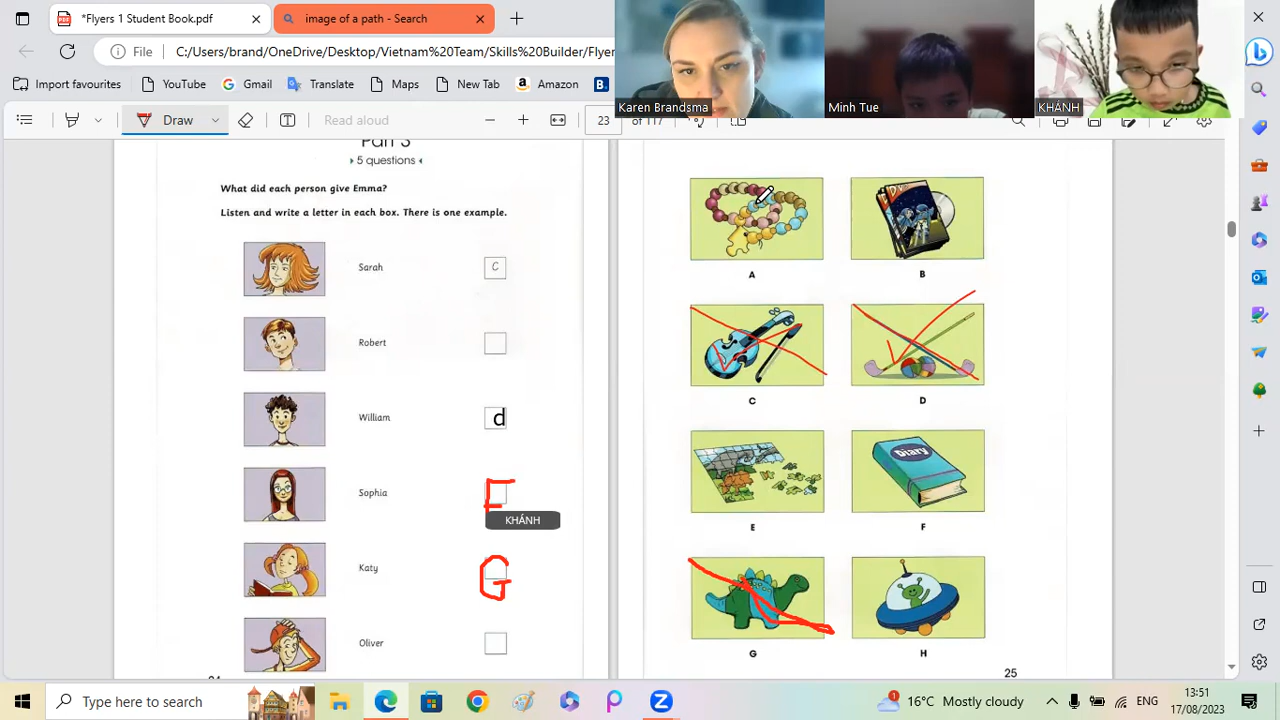 *Flyers 1 Student Book.pdf
image of a path - Search
File
C:/Users/brand/OneDrive/Desktop/Vietnam%20Team/Skills%20Builder/Flyer
Import favourites
YouTube
Gmail
Translate
New Tab
Amazon
Karen Brandsma
Minh Tue
KHÁNH
Draw
Read aloud
23
of 117
Part 3
5 questions
What did each person give Emma?
Listen and write a letter in each box. There is one example.
Sarah
C
Robert
William
d
Sophia
E
KHÁNH
Katy
G
Oliver
A
B
C
D
Diary
E
F
G
H
25
Type here to search
16°C Mostly cloudy
ENG
13:51
17/08/2023